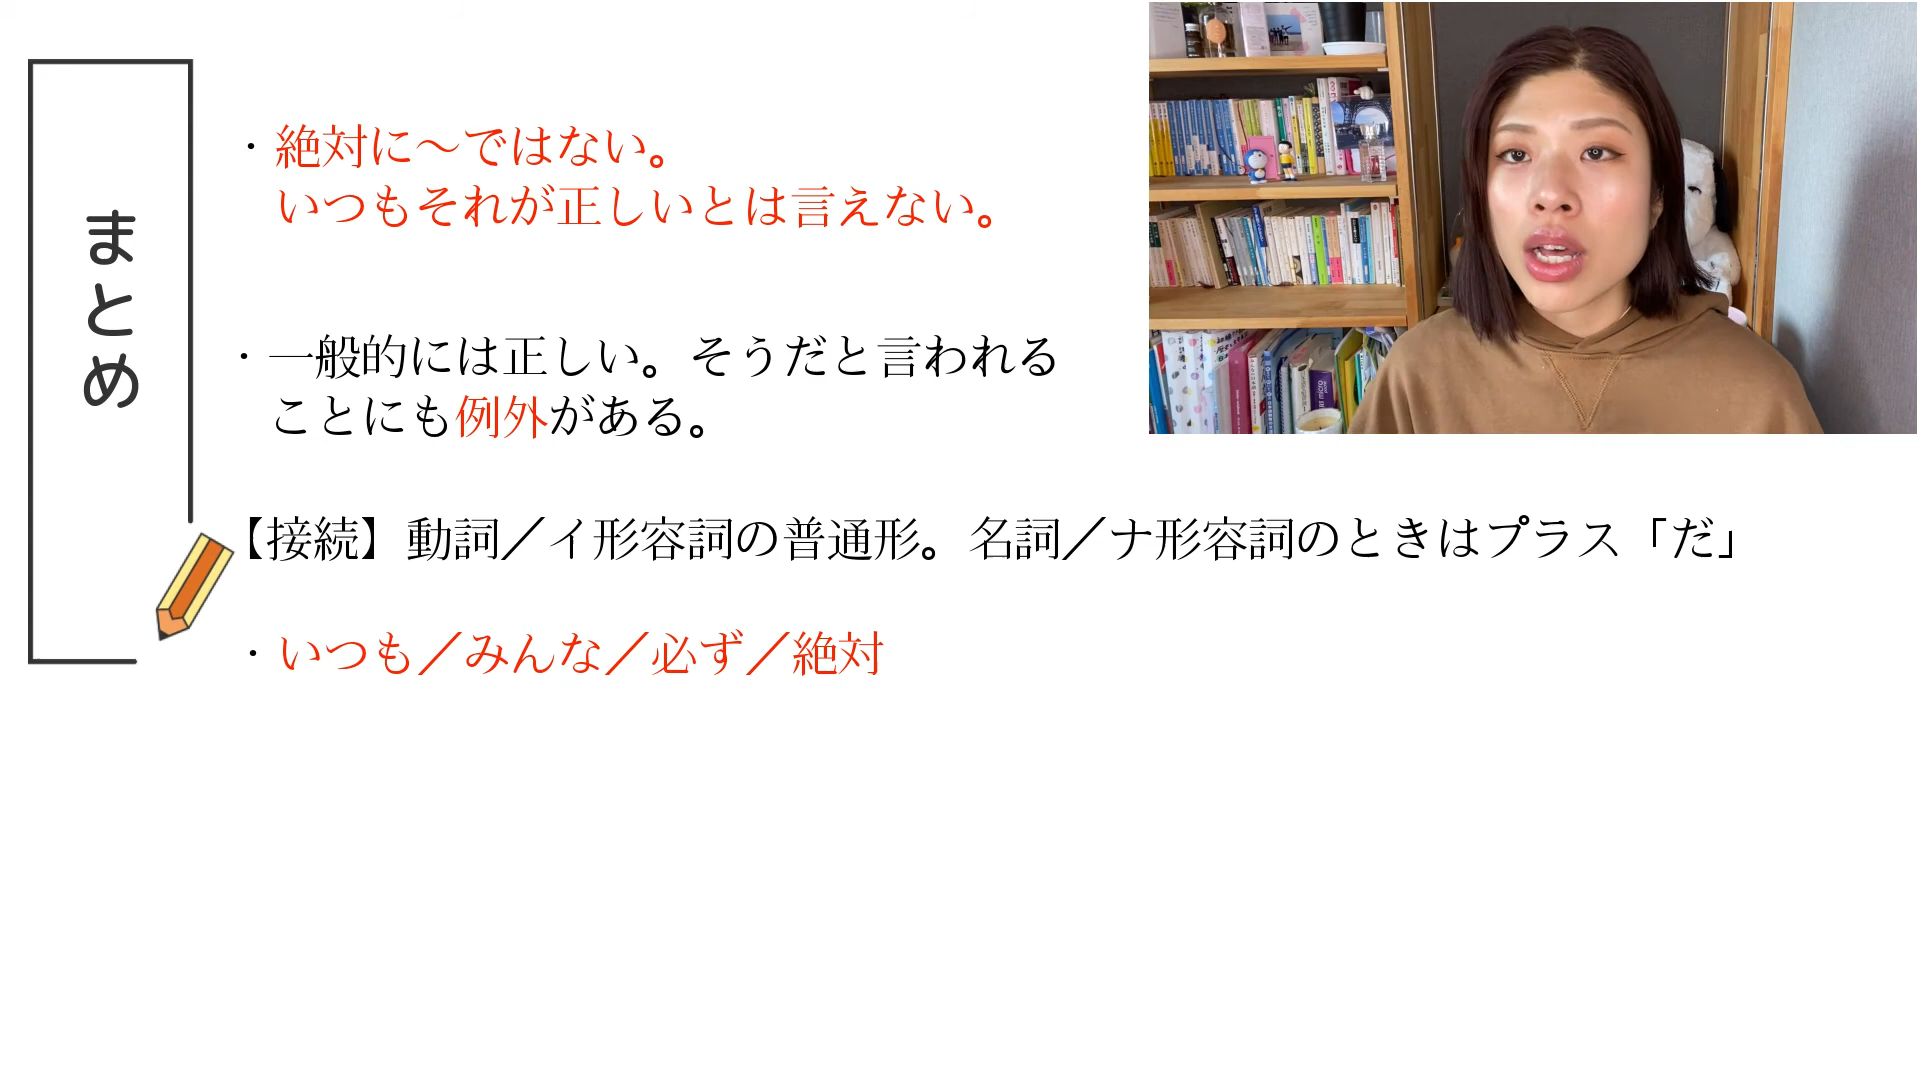 まとめ
・絶対に～ではない。
いつもそれが正しいとは言えない。
・一般的には正しい。そうだと言われる
ことにも例外がある。
【接続】動詞／イ形容詞の普通形。名詞／ナ形容詞のときはプラス「だ」
・いつも／みんな／必ず／絶対